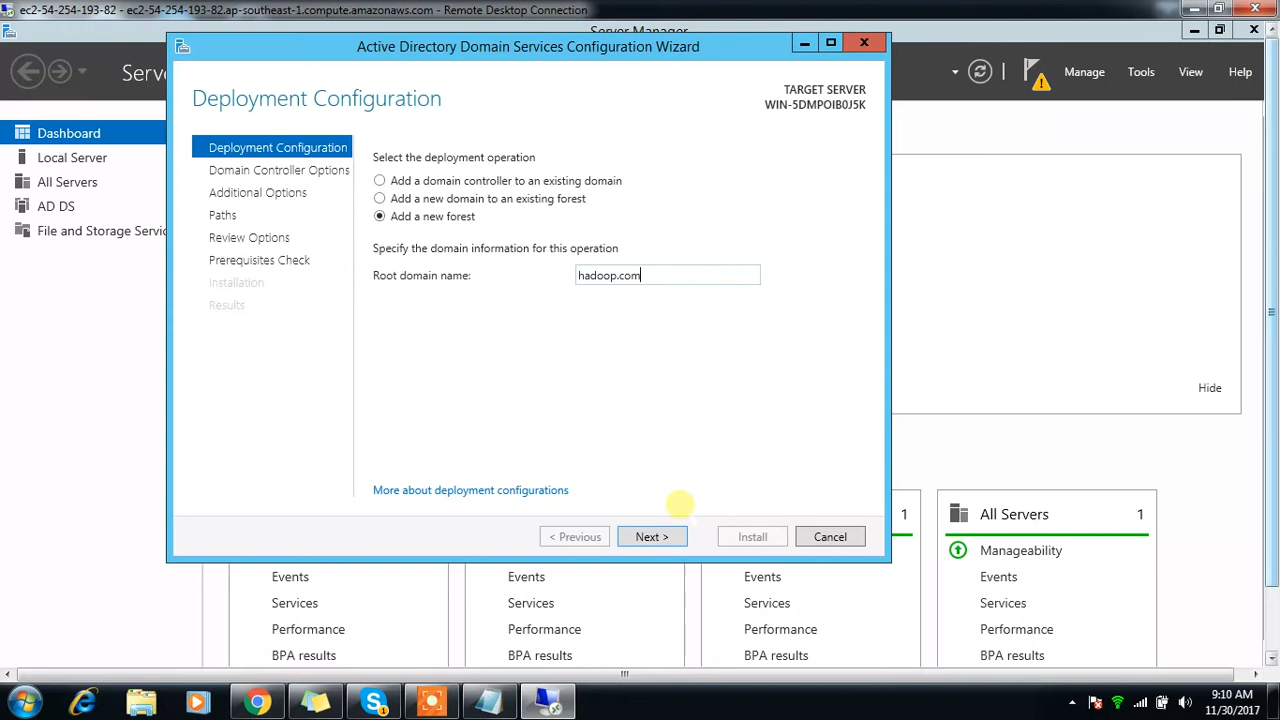 ec2-54-254-193-82 - ec2-54-254-193-82.ap-southeast-1.compute.amazonaws.com - Remote Desktop Connection
Server Manager
Active Directory Domain Services Configuration Wizard
Serv
Manage
Tools
View
Help
Deployment Configuration
TARGET SERVER
WIN-5DMPOIB0J5K
Dashboard
Local Server
All Servers
AD DS
File and Storage Servic
Deployment Configuration
Domain Controller Options
Additional Options
Paths
Review Options
Prerequisites Check
Installation
Results
Select the deployment operation
Add a domain controller to an existing domain
Add a new domain to an existing forest
Add a new forest
Specify the domain information for this operation
Root domain name:
hadoop.com
More about deployment configurations
< Previous
Next >
Install
Cancel
Hide
1
All Servers
1
Manageability
Events
Events
Events
Events
Services
Services
Services
Services
Performance
Performance
Performance
Performance
BPA results
BPA results
BPA results
BPA results
9:10 AM
11/30/2017